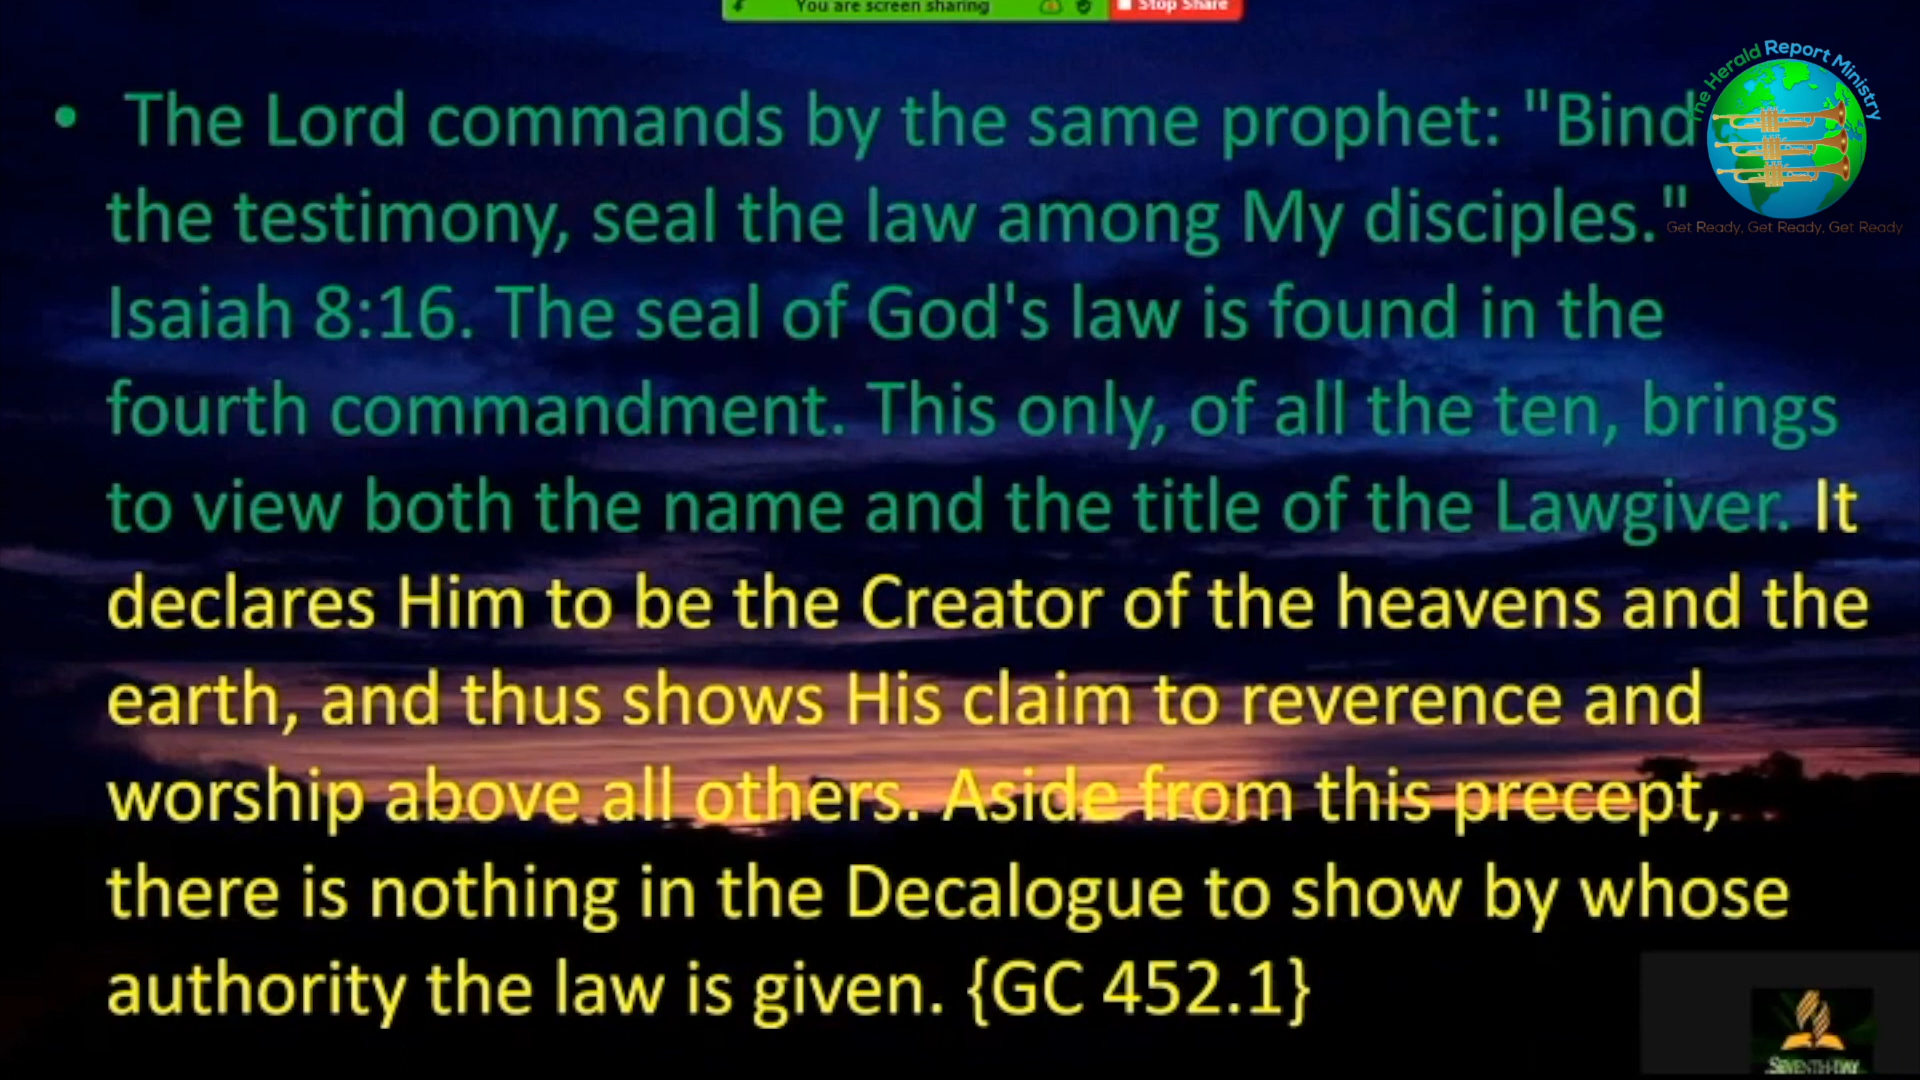 You are screen sharing
Stop Share
The Herald Report Ministry
Get Ready, Get Ready, Get Ready
• The Lord commands by the same prophet: "Bind
the testimony, seal the law among My disciples."
Isaiah 8:16. The seal of God's law is found in the
fourth commandment. This only, of all the ten, brings
to view both the name and the title of the Lawgiver. It
declares Him to be the Creator of the heavens and the
earth, and thus shows His claim to reverence and
worship above all others. Aside from this precept,
there is nothing in the Decalogue to show by whose
authority the law is given. {GC 452.1}
SEVENTH-DAY